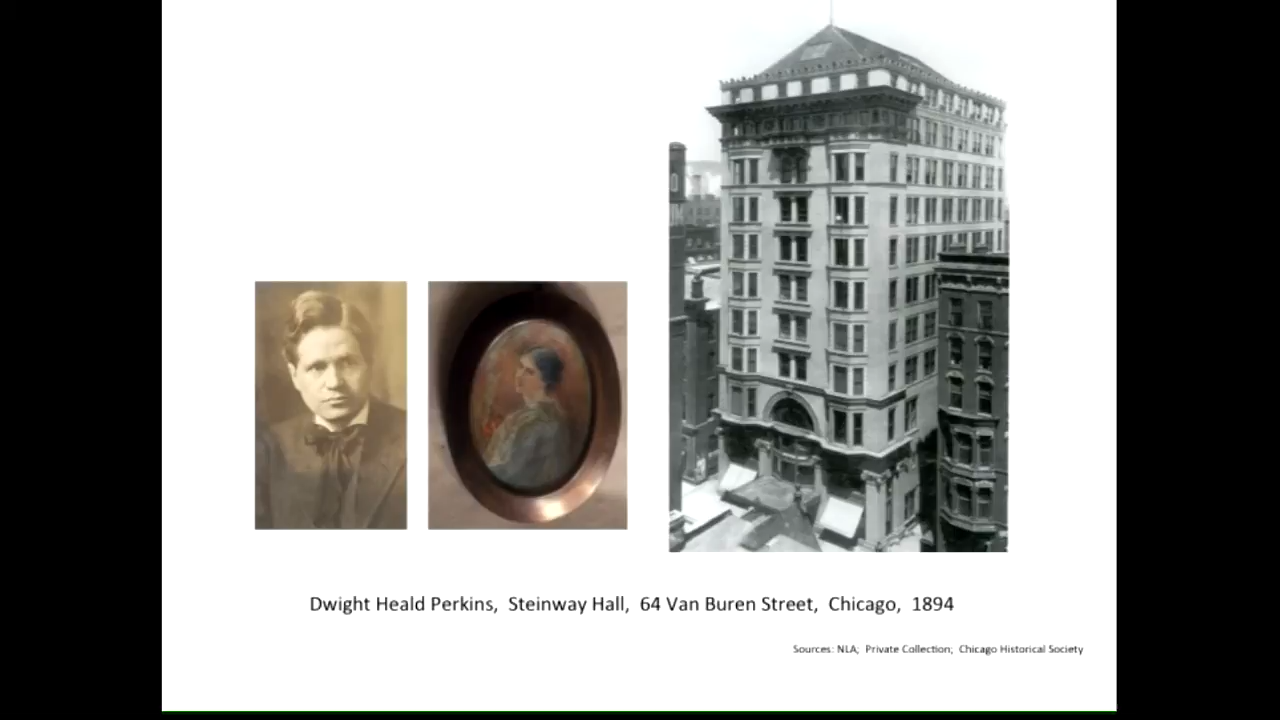 Dwight Heald Perkins, Steinway Hall, 64 Van Buren Street, Chicago, 1894
Sources: NLA; Private Collection; Chicago Historical Society